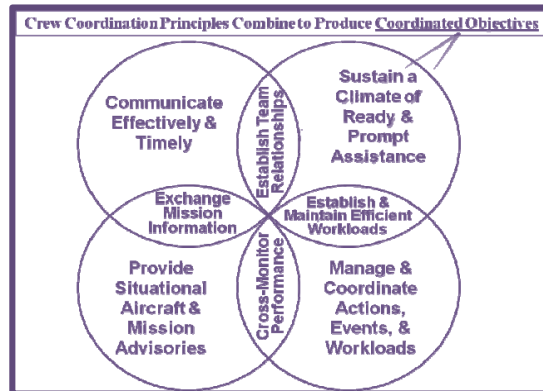 Crew Coordination Principles Combine to Produce Coordinated Objectives
Communicate
Effectively &
Timely
Establish Team
Relationships
Sustain a
Climate of
Ready &
Prompt
Assistance
Exchange
Mission
Information
Establish &
Maintain Efficient
Workloads
Provide
Situational
Aircraft &
Mission
Advisories
Cross-Monitor
Performance
Manage &
Coordinate
Actions,
Events, &
Workloads